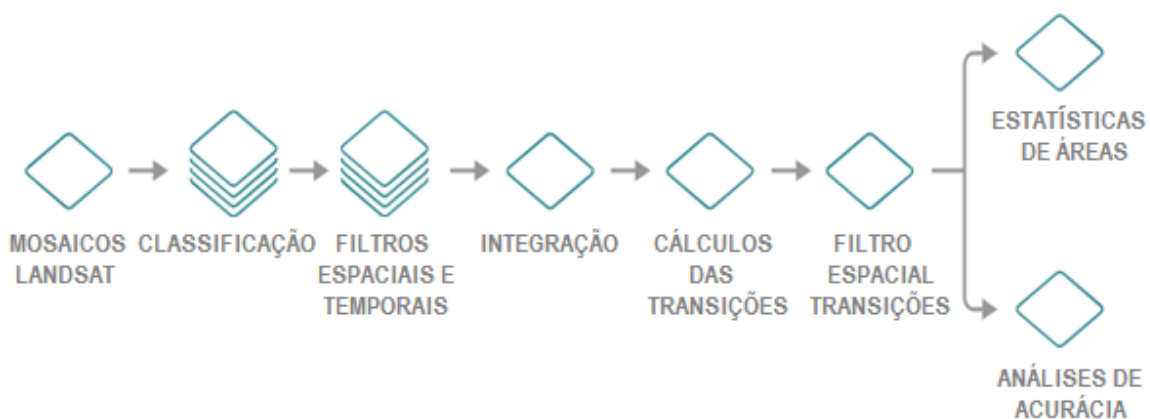 MOSAICOS
LANDSAT
CLASSIFICAÇÃO
FILTROS
ESPACIAIS E
TEMPORAIS
INTEGRAÇÃO
CÁLCULOS
DAS
TRANSIÇÕES
FILTRO
ESPACIAL
TRANSIÇÕES
ESTATÍSTICAS
DE ÁREAS
ANÁLISES DE
ACURÁCIA